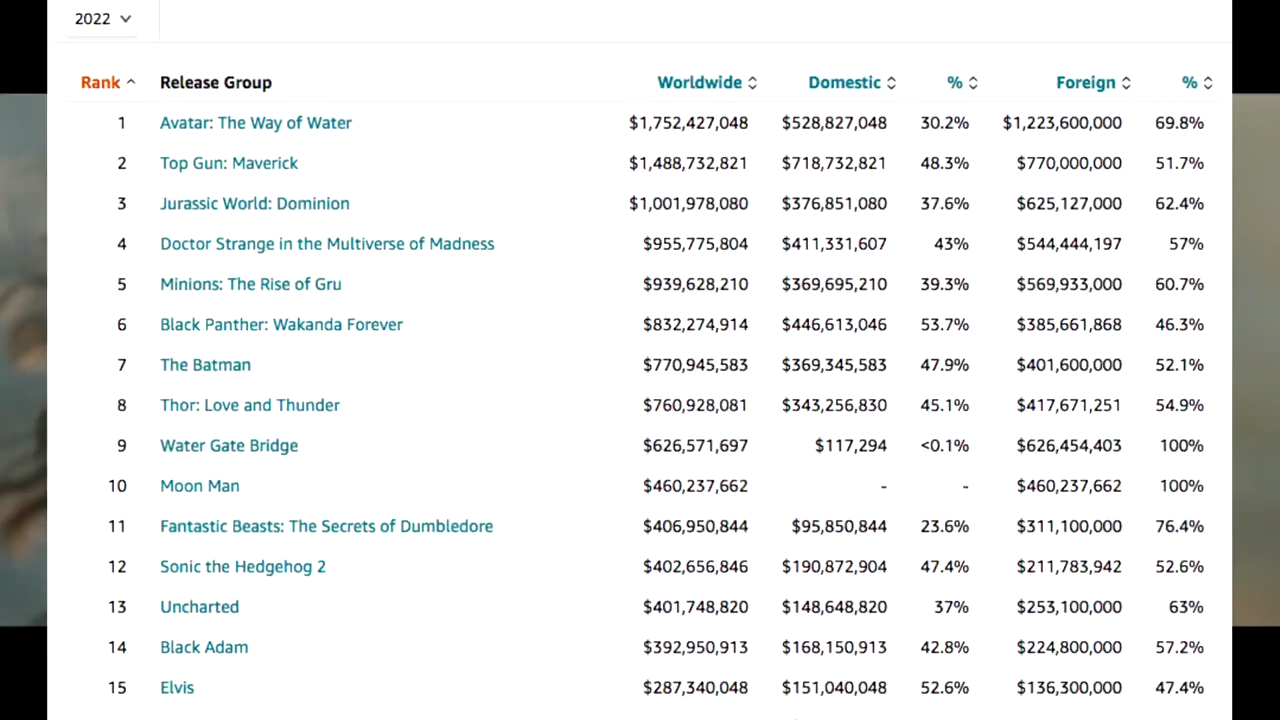 2022
Rank Release Group Worldwide Domestic % Foreign %
1 Avatar: The Way of Water $1,752,427,048 $528,827,048 30.2% $1,223,600,000 69.8%
2 Top Gun: Maverick $1,488,732,821 $718,732,821 48.3% $770,000,000 51.7%
3 Jurassic World: Dominion $1,001,978,080 $376,851,080 37.6% $625,127,000 62.4%
4 Doctor Strange in the Multiverse of Madness $955,775,804 $411,331,607 43% $544,444,197 57%
5 Minions: The Rise of Gru $939,628,210 $369,695,210 39.3% $569,933,000 60.7%
6 Black Panther: Wakanda Forever $832,274,914 $446,613,046 53.7% $385,661,868 46.3%
7 The Batman $770,945,583 $369,345,583 47.9% $401,600,000 52.1%
8 Thor: Love and Thunder $760,928,081 $343,256,830 45.1% $417,671,251 54.9%
9 Water Gate Bridge $626,571,697 $117,294 <0.1% $626,454,403 100%
10 Moon Man $460,237,662 - - $460,237,662 100%
11 Fantastic Beasts: The Secrets of Dumbledore $406,950,844 $95,850,844 23.6% $311,100,000 76.4%
12 Sonic the Hedgehog 2 $402,656,846 $190,872,904 47.4% $211,783,942 52.6%
13 Uncharted $401,748,820 $148,648,820 37% $253,100,000 63%
14 Black Adam $392,950,913 $168,150,913 42.8% $224,800,000 57.2%
15 Elvis $287,340,048 $151,040,048 52.6% $136,300,000 47.4%